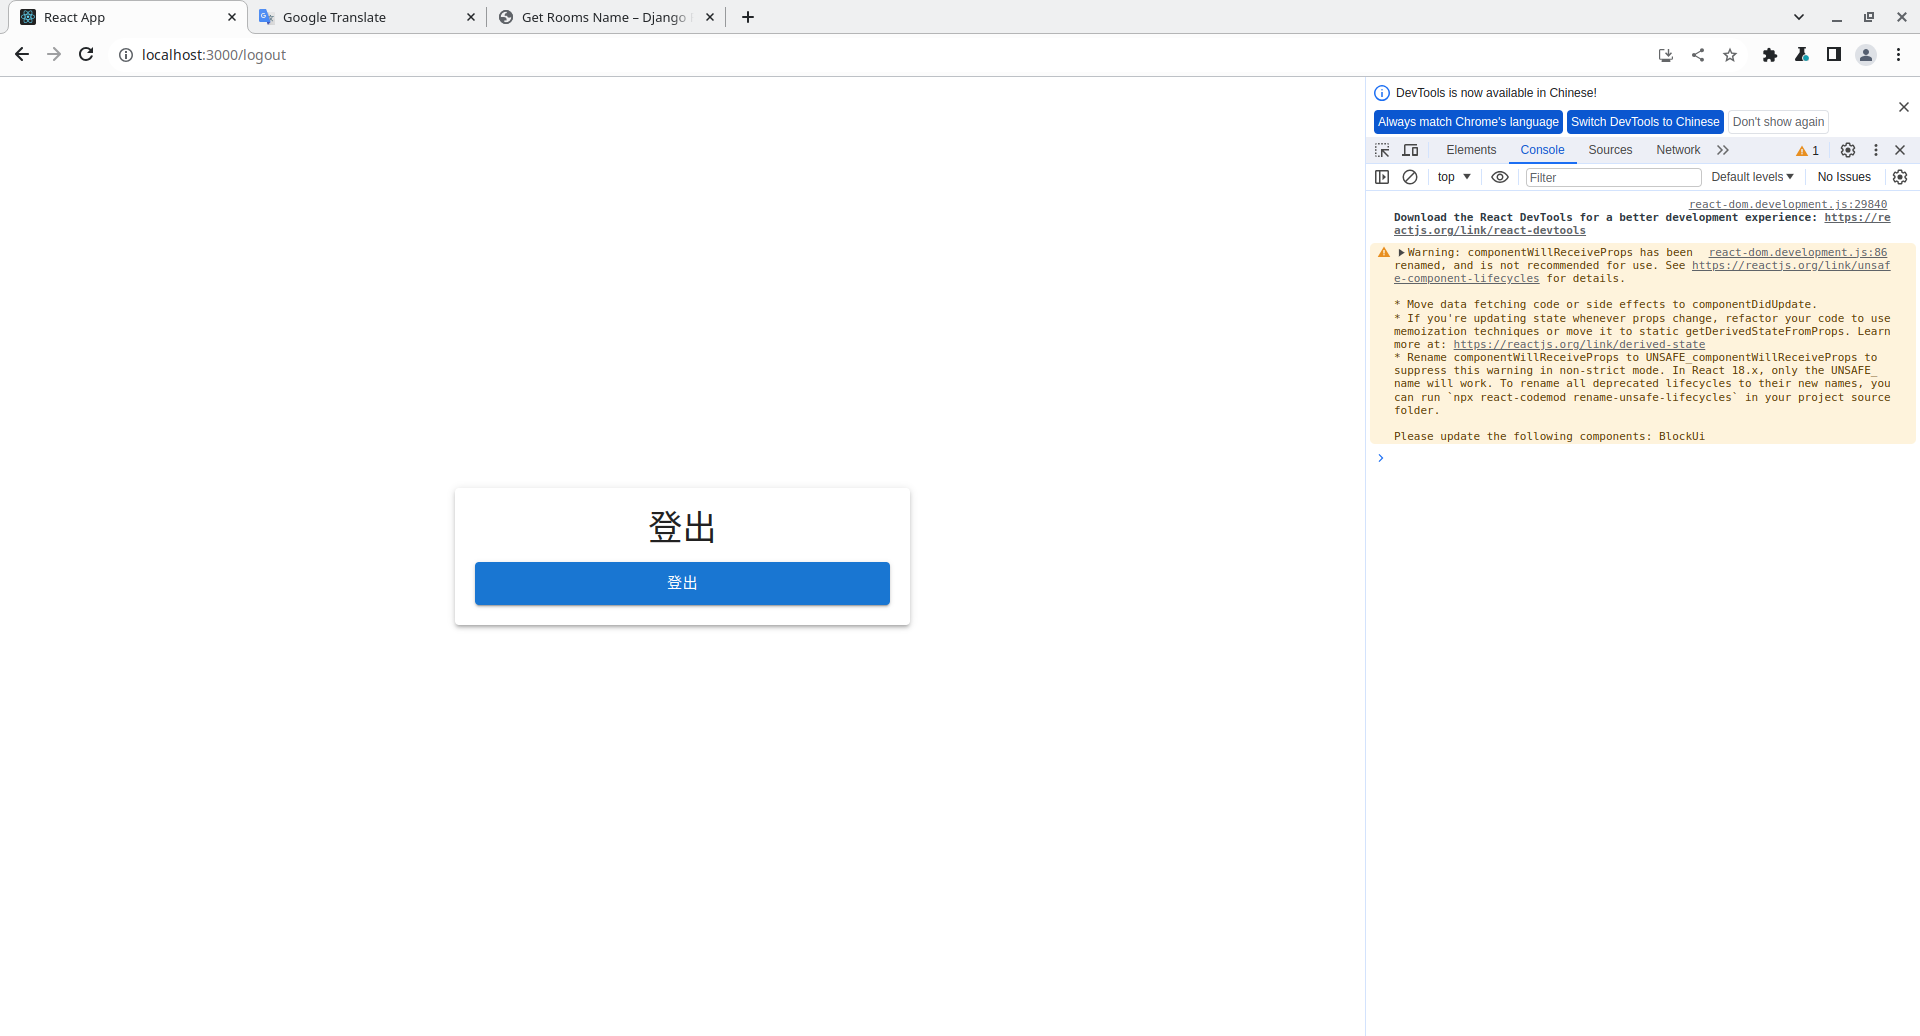 React App
Google Translate
Get Rooms Name – Django
localhost:3000/logout
登出
登出
DevTools is now available in Chinese!
Always match Chrome's language
Switch DevTools to Chinese
Don't show again
Elements
Console
Sources
Network
1
top
Filter
Default levels
No Issues
react-dom.development.js:29840
Download the React DevTools for a better development experience: https://re
actjs.org/link/react-devtools
Warning: componentWillReceiveProps has been react-dom.development.js:86
renamed, and is not recommended for use. See https://reactjs.org/link/unsaf
e-component-lifecycles for details.
* Move data fetching code or side effects to componentDidUpdate.
* If you're updating state whenever props change, refactor your code to use
memoization techniques or move it to static getDerivedStateFromProps. Learn
more at: https://reactjs.org/link/derived-state
* Rename componentWillReceiveProps to UNSAFE_componentWillReceiveProps to
suppress this warning in non-strict mode. In React 18.x, only the UNSAFE_
name will work. To rename all deprecated lifecycles to their new names, you
can run `npx react-codemod rename-unsafe-lifecycles` in your project source
folder.
Please update the following components: BlockUi